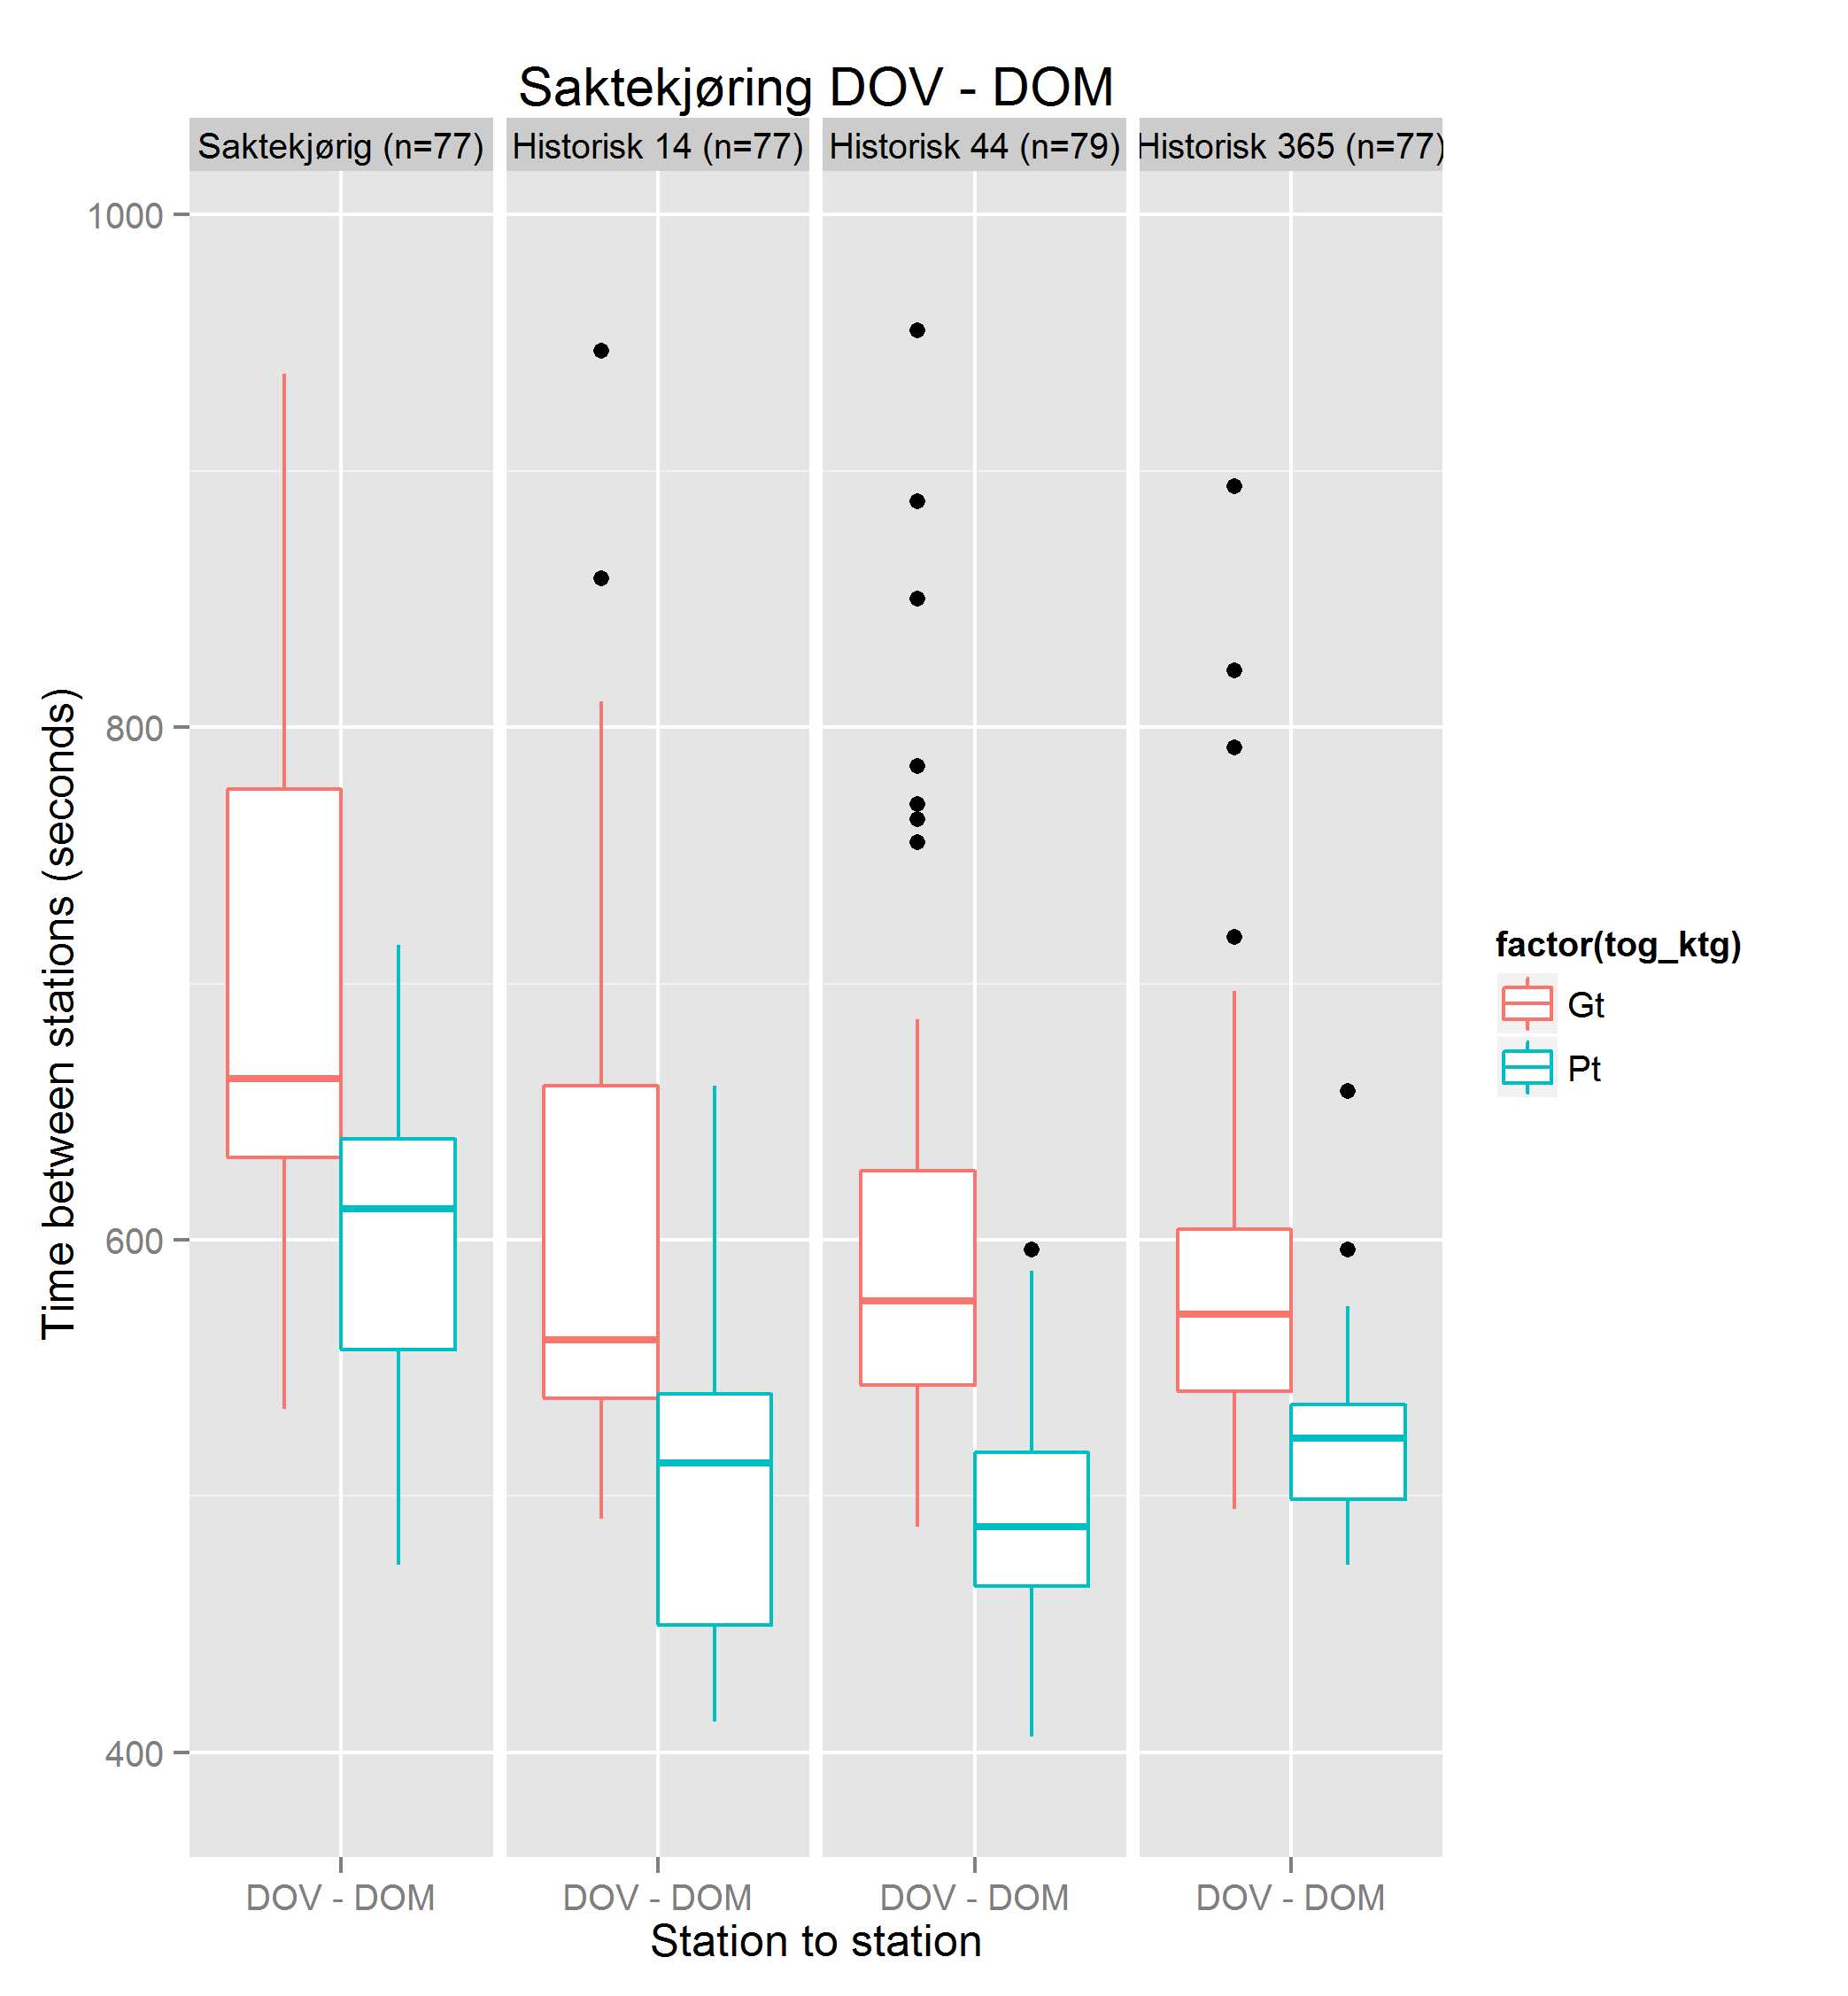 Saktekjøring DOV - DOM
Saktekjørig (n=77)
Historisk 14 (n=77)
Historisk 44 (n=79)
Historisk 365 (n=77)
1000
800
600
400
Time between stations (seconds)
factor(tog_ktg)
Gt
Pt
DOV - DOM
DOV - DOM
DOV - DOM
DOV - DOM
Station to station